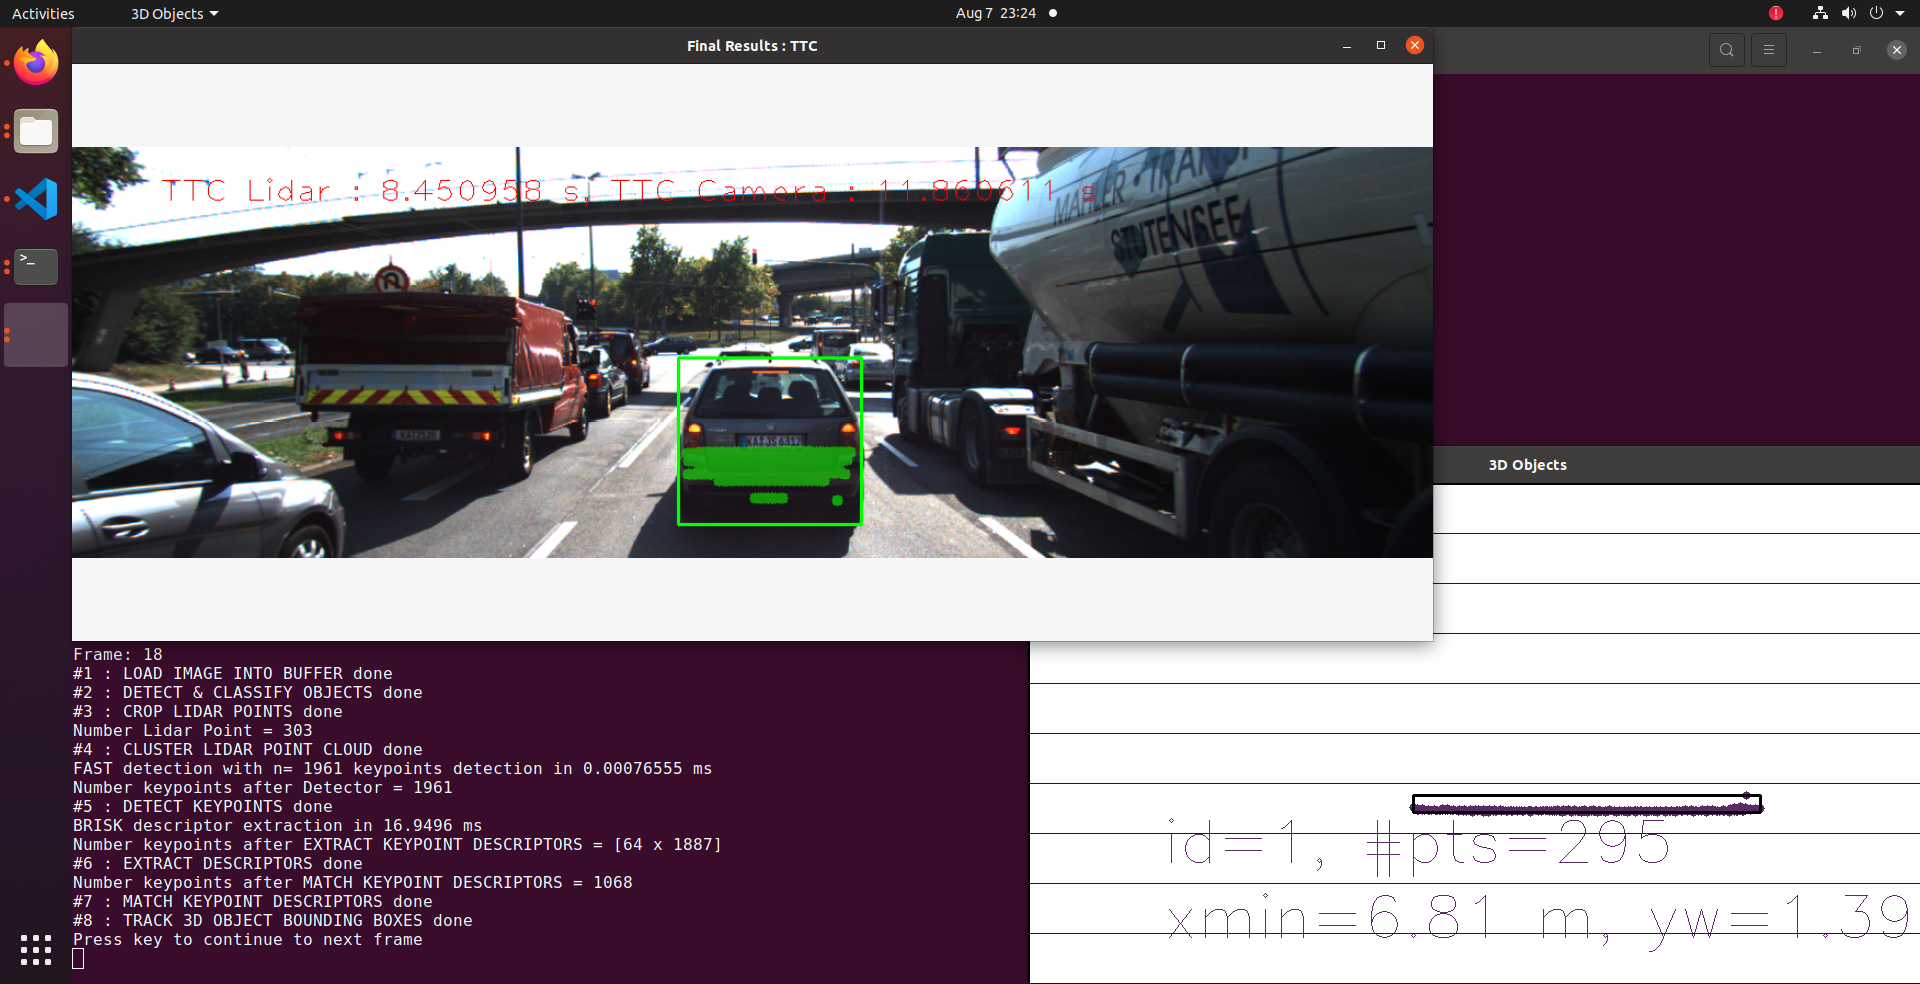 Activities
3D Objects
Aug 7 23:24
Final Results : TTC
TTC Lidar : 8.450958 s, TTC Camera : 11.860611 s
STUTENSEE
3D Objects
Frame: 18
#1 : LOAD IMAGE INTO BUFFER done
#2 : DETECT & CLASSIFY OBJECTS done
#3 : CROP LIDAR POINTS done
Number Lidar Point = 303
#4 : CLUSTER LIDAR POINT CLOUD done
FAST detection with n= 1961 keypoints detection in 0.00076555 ms
Number keypoints after Detector = 1961
#5 : DETECT KEYPOINTS done
BRISK descriptor extraction in 16.9496 ms
Number keypoints after EXTRACT KEYPOINT DESCRIPTORS = [64 x 1887]
#6 : EXTRACT DESCRIPTORS done
Number keypoints after MATCH KEYPOINT DESCRIPTORS = 1068
#7 : MATCH KEYPOINT DESCRIPTORS done
#8 : TRACK 3D OBJECT BOUNDING BOXES done
Press key to continue to next frame
id=1, #pts=295
xmin=6.81 m, yw=1.39